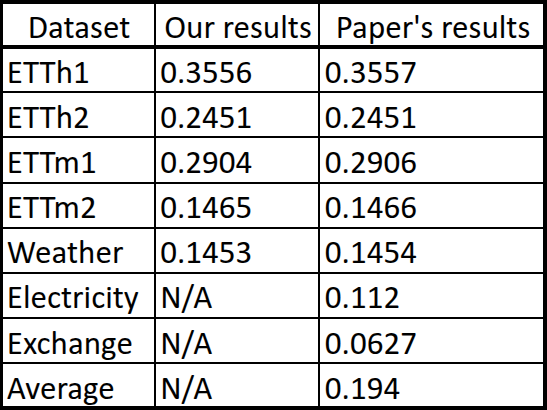 Dataset Our results Paper's results
ETTh1 0.3556 0.3557
ETTh2 0.2451 0.2451
ETTm1 0.2904 0.2906
ETTm2 0.1465 0.1466
Weather 0.1453 0.1454
Electricity N/A 0.112
Exchange N/A 0.0627
Average N/A 0.194